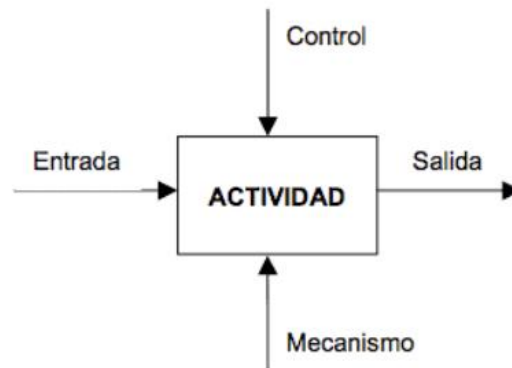 Control
Entrada
Salida
ACTIVIDAD
Mecanismo